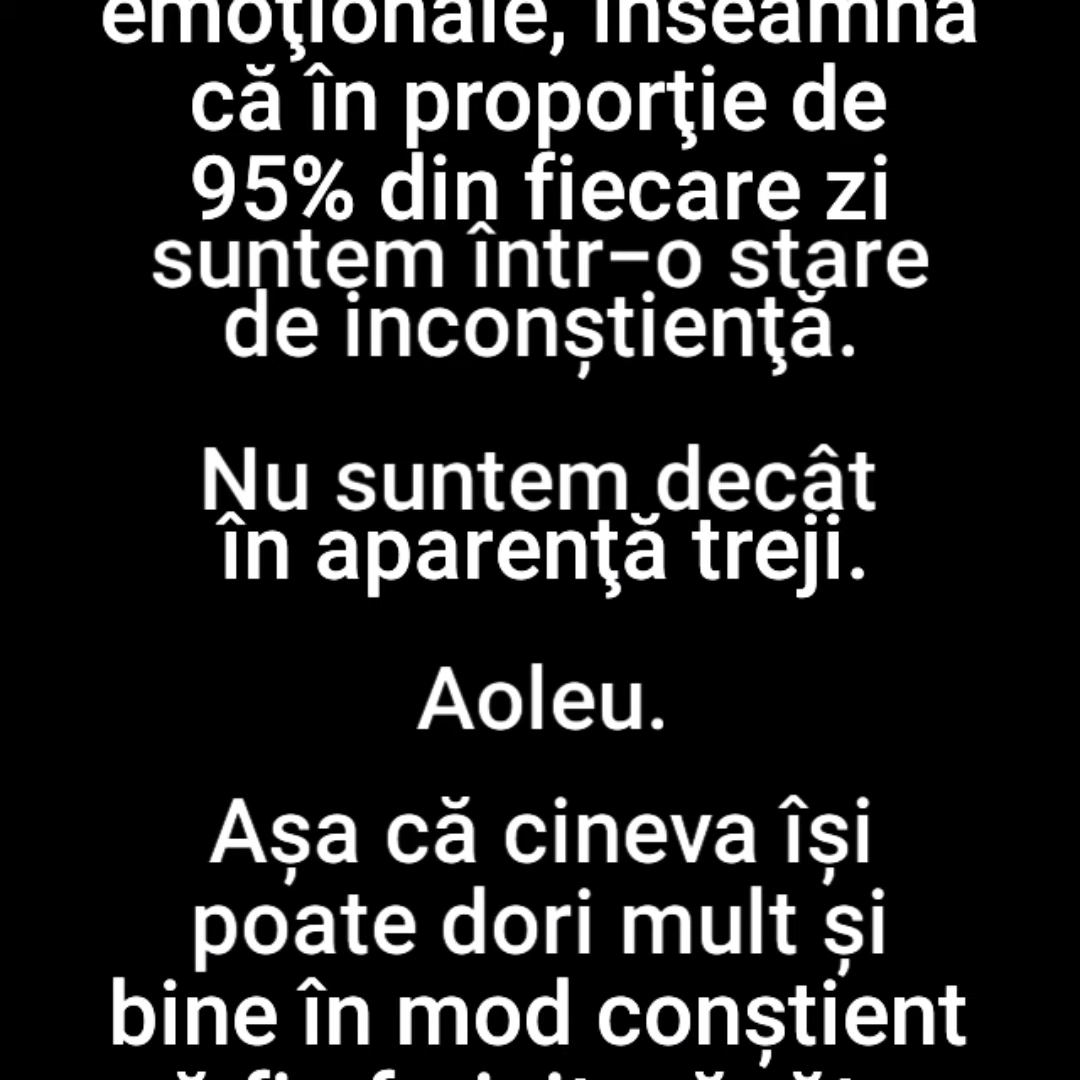 emoţionale, înseamnă
că în proporţie de
95% din fiecare zi
suntem într-o stare
de inconștienţă.
Nu suntem decât
în aparenţă treji.
Aoleu.
Așa că cineva își
poate dori mult și
bine în mod conștient